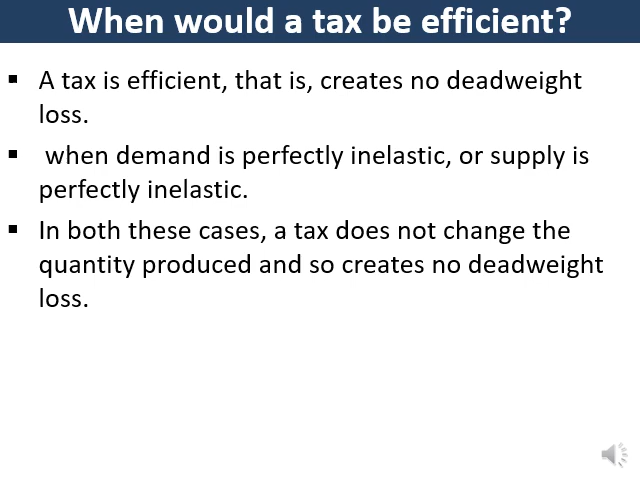 When would a tax be efficient?
▪ A tax is efficient, that is, creates no deadweight
loss.
▪ when demand is perfectly inelastic, or supply is
perfectly inelastic.
▪ In both these cases, a tax does not change the
quantity produced and so creates no deadweight
loss.